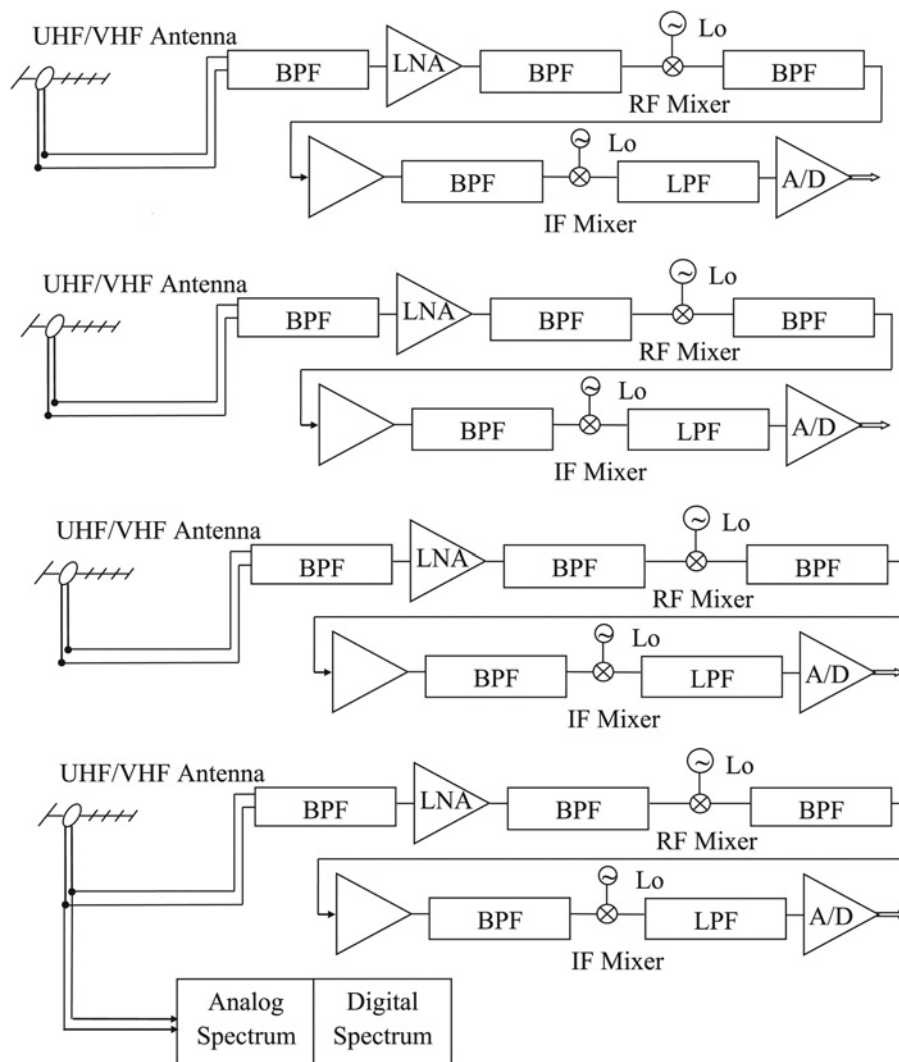 UHF/VHF Antenna
BPF
LNA
BPF
Lo
BPF
RF Mixer
BPF
Lo
LPF
A/D
IF Mixer
UHF/VHF Antenna
BPF
LNA
BPF
Lo
BPF
RF Mixer
BPF
Lo
LPF
A/D
IF Mixer
UHF/VHF Antenna
BPF
LNA
BPF
Lo
BPF
RF Mixer
BPF
Lo
LPF
A/D
IF Mixer
UHF/VHF Antenna
BPF
LNA
BPF
Lo
BPF
RF Mixer
BPF
Lo
LPF
A/D
IF Mixer
Analog
Spectrum
Digital
Spectrum